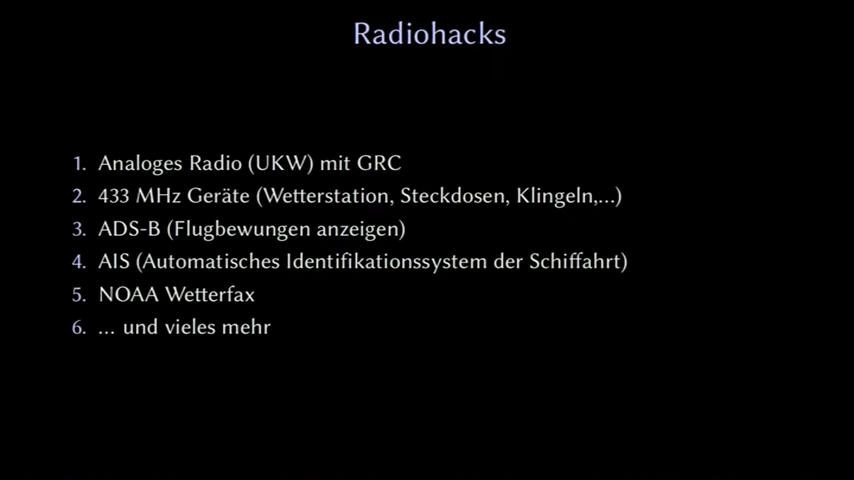 Radiohacks
1. Analoges Radio (UKW) mit GRC
2. 433 MHz Geräte (Wetterstation, Steckdosen, Klingeln,...)
3. ADS-B (Flugbewungen anzeigen)
4. AIS (Automatisches Identifikationssystem der Schiffahrt)
5. NOAA Wetterfax
6. ... und vieles mehr